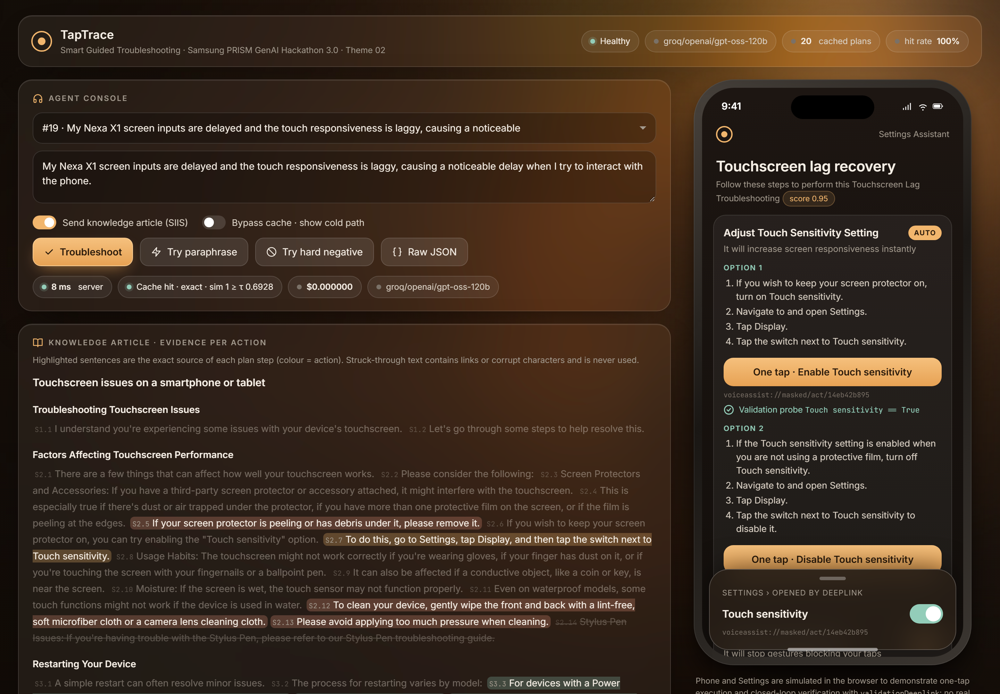 TapTrace
Smart Guided Troubleshooting · Samsung PRISM GenAI Hackathon 3.0 · Theme 02
Healthy
groq/openai/gpt-oss-120b
20 cached plans
hit rate 100%
AGENT CONSOLE
#19 · My Nexa X1 screen inputs are delayed and the touch responsiveness is laggy, causing a noticeable
My Nexa X1 screen inputs are delayed and the touch responsiveness is laggy, causing a noticeable delay when I try to interact with
the phone.
Send knowledge article (SIIS)
Bypass cache · show cold path
Troubleshoot
Try paraphrase
Try hard negative
{} Raw JSON
8 ms server
Cache hit · exact · sim 1 ≥ τ 0.6928
$0.000000
groq/openai/gpt-oss-120b
KNOWLEDGE ARTICLE · EVIDENCE PER ACTION
Highlighted sentences are the exact source of each plan step (colour = action). Struck-through text contains links or corrupt characters and is never used.
Touchscreen issues on a smartphone or tablet
Troubleshooting Touchscreen Issues
S1.1 I understand you're experiencing some issues with your device's touchscreen. S1.2 Let's go through some steps to help resolve this.
Factors Affecting Touchscreen Performance
S2.1 There are a few things that can affect how well your touchscreen works. S2.2 Please consider the following: S2.3 Screen Protectors
and Accessories: If you have a third-party screen protector or accessory attached, it might interfere with the touchscreen. S2.4 This is
especially true if there's dust or air trapped under the protector, if you have more than one protective film on the screen, or if the film is
peeling at the edges. S2.5 If your screen protector is peeling or has debris under it, please remove it. S2.6 If you wish to keep your screen
protector on, you can try enabling the "Touch sensitivity" option. S2.7 To do this, go to Settings, tap Display, and then tap the switch next to
Touch sensitivity. S2.8 Usage Habits: The touchscreen might not work correctly if you're wearing gloves, if your finger has dust on it, or if
you're touching the screen with your fingernails or a ballpoint pen. S2.9 It can also be affected if a conductive object, like a coin or key, is
near the screen. S2.10 Moisture: If the screen is wet, the touch sensor may not function properly. S2.11 Even on waterproof models, some
touch functions might not work if the device is used in water. S2.12 To clean your device, gently wipe the front and back with a lint-free,
soft microfiber cloth or a camera lens cleaning cloth. S2.13 Please avoid applying too much pressure when cleaning. S2.14 Stylus Pen
Issues: If you're having trouble with the Stylus Pen, please refer to our Stylus Pen troubleshooting guide.
Restarting Your Device
S3.1 A simple restart can often resolve minor issues. S3.2 The process for restarting varies by model: S3.3 For devices with a Power
9:41
Settings Assistant
Touchscreen lag recovery
Follow these steps to perform this Touchscreen Lag
Troubleshooting score 0.95
Adjust Touch Sensitivity Setting AUTO
It will increase screen responsiveness instantly
OPTION 1
1. If you wish to keep your screen protector on,
turn on Touch sensitivity.
2. Navigate to and open Settings.
3. Tap Display.
4. Tap the switch next to Touch sensitivity.
One tap · Enable Touch sensitivity
voiceassist://masked/act/14eb42b895
Validation probe Touch sensitivity == True
OPTION 2
1. If the Touch sensitivity setting is enabled when
you are not using a protective film, turn off
Touch sensitivity.
2. Navigate to and open Settings.
3. Tap Display.
4. Tap the switch next to Touch sensitivity to
disable it.
One tap · Disable Touch sensitivity
SETTINGS › OPENED BY DEEPLINK
Touch sensitivity
voiceassist://masked/act/14eb42b895
It will stop gestures blocking your taps
Phone and Settings are simulated in the browser to demonstrate one-tap
execution and closed-loop verification with validationDeeplink; no real